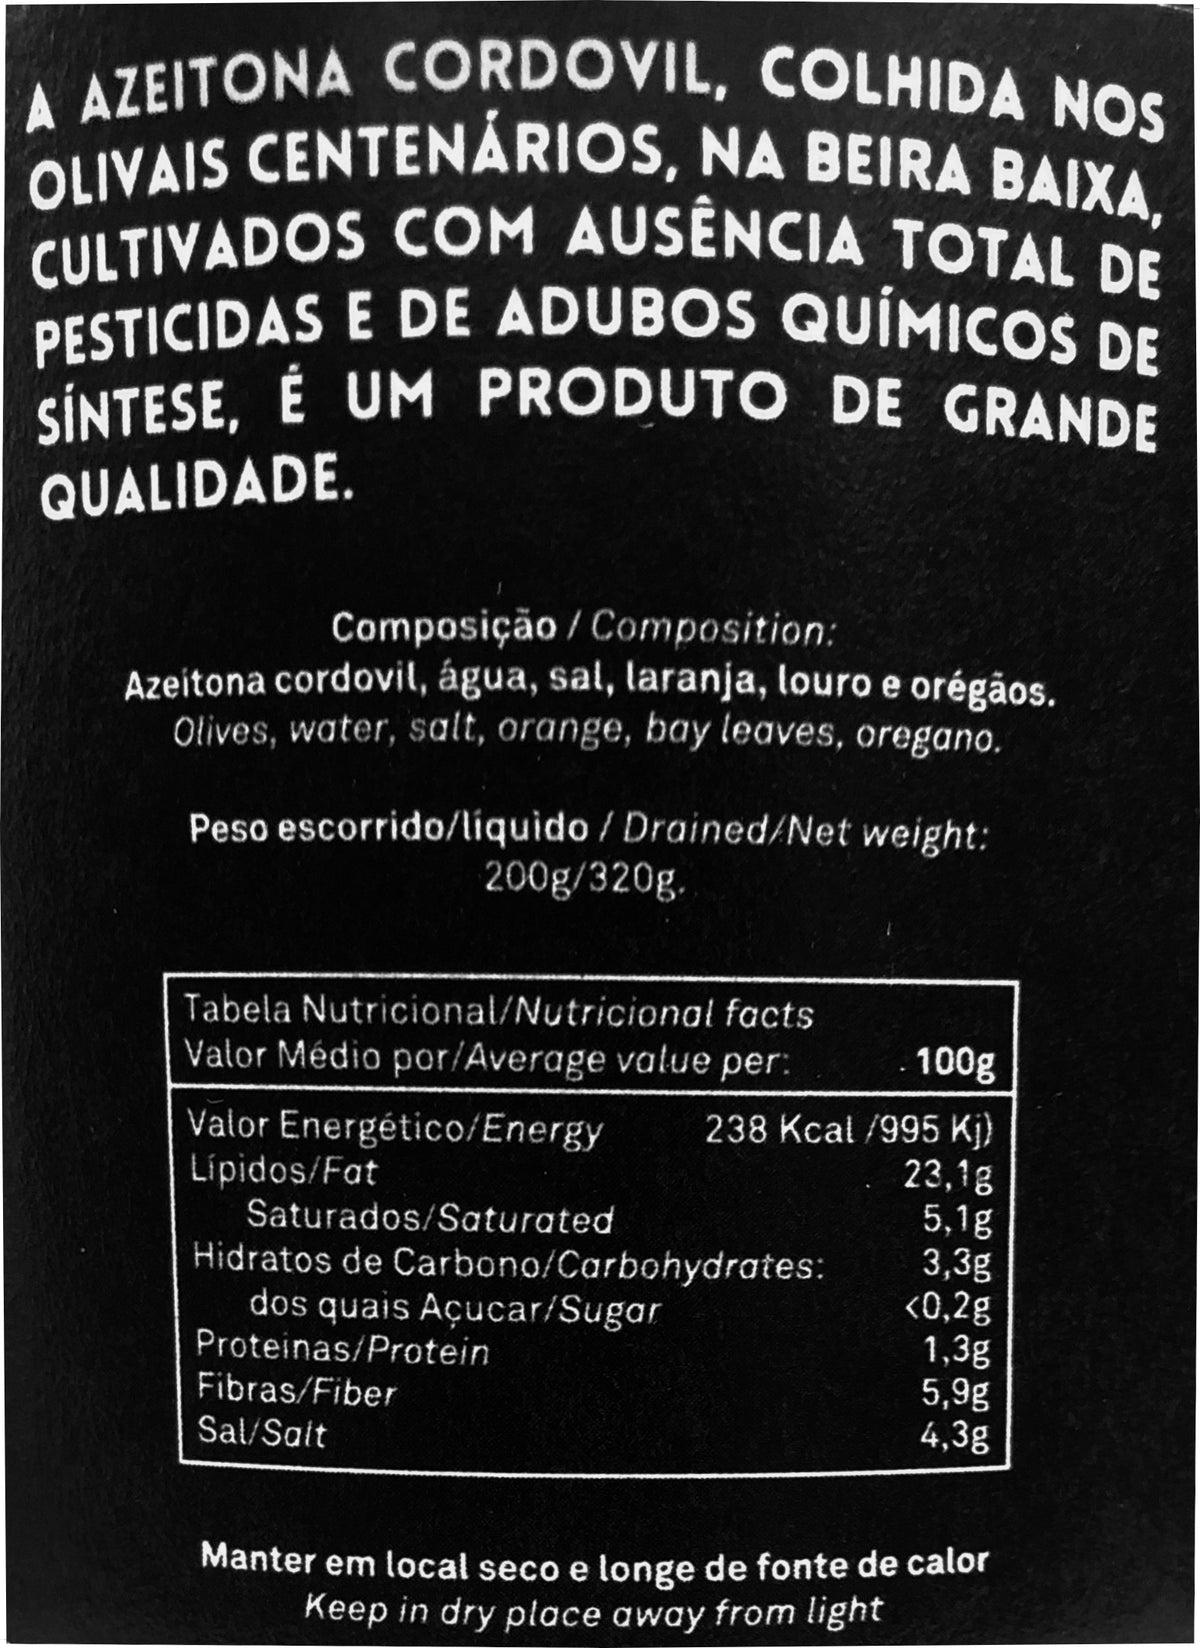 A AZEITONA CORDOVIL, COLHIDA NOS
OLIVAIS CENTENÁRIOS, NA BEIRA BAIXA,
CULTIVADOS COM AUSÊNCIA TOTAL DE
PESTICIDAS E DE ADUBOS QUÍMICOS DE
SÍNTESE, É UM PRODUTO DE GRANDE
QUALIDADE.
Composição / Composition:
Azeitona cordovil, água, sal, laranja, louro e orégãos.
Olives, water, salt, orange, bay leaves, oregano.
Peso escorrido/líquido / Drained/Net weight:
200g/320g.
Tabela Nutricional/Nutricional facts
Valor Médio por/Average value per: 100g
Valor Energético/Energy 238 Kcal /995 Kj)
Lípidos/Fat 23,1g
Saturados/Saturated 5,1g
Hidratos de Carbono/Carbohydrates: 3,3g
dos quais Açucar/Sugar <0,2g
Proteinas/Protein 1,3g
Fibras/Fiber 5,9g
Sal/Salt 4,3g
Manter em local seco e longe de fonte de calor
Keep in dry place away from light